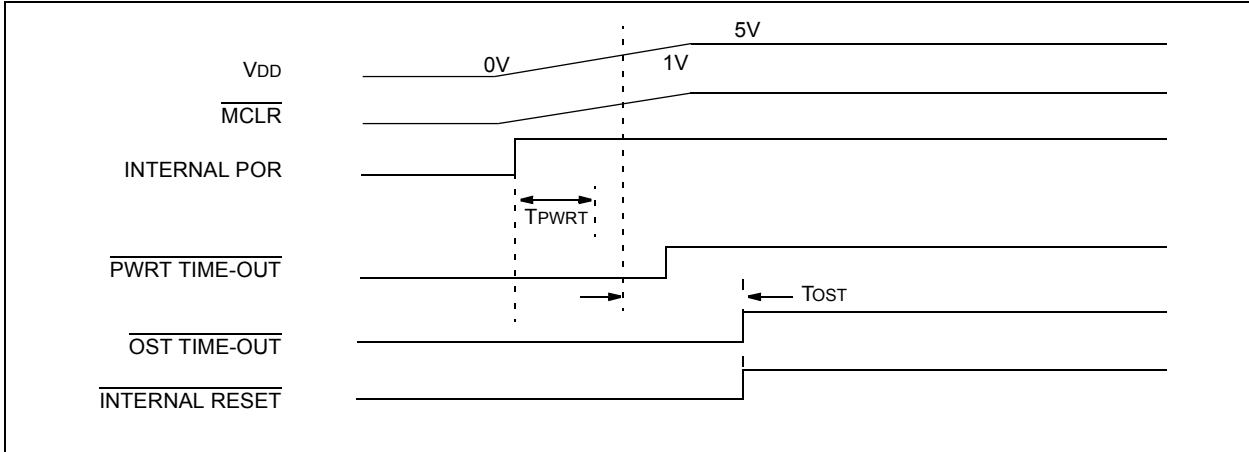 5V
0V
1V
VDD
MCLR
INTERNAL POR
TPWRT
PWRT TIME-OUT
TOST
OST TIME-OUT
INTERNAL RESET